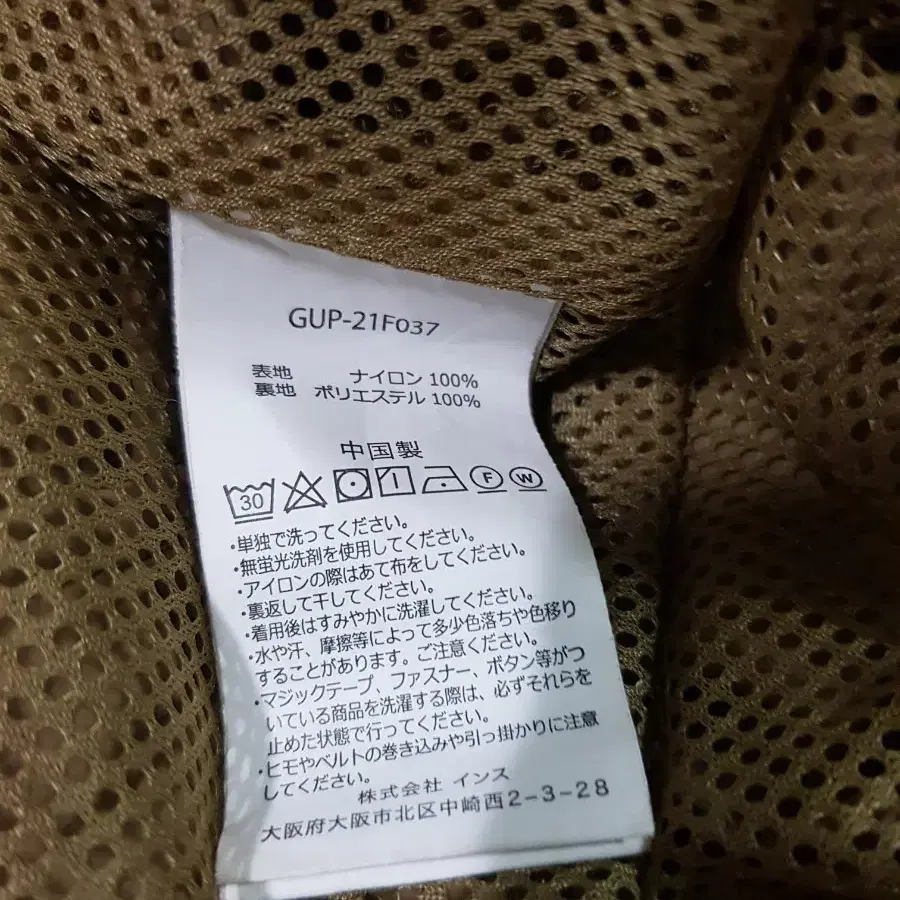 GUP-21F037
表地 ナイロン 100%
裏地 ポリエステル 100%
中国製
30 F W
・単独で洗ってください。
・無蛍光洗剤を使用してください。
・アイロンの際はあて布をしてください。
・裏返して干してください。
・着用後はすみやかに洗濯してください。
・水や汗、摩擦等によって多少色落ちや色移り
することがあります。ご注意ください。
・マジックテープ、ファスナー、ボタン等がつ
いている商品を洗濯する際は、必ずそれらを
止めた状態で行ってください。
・ヒモやベルトの巻き込みや引っ掛かりに注意
してください。
株式会社 インス
大阪府大阪市北区中崎西2-3-28